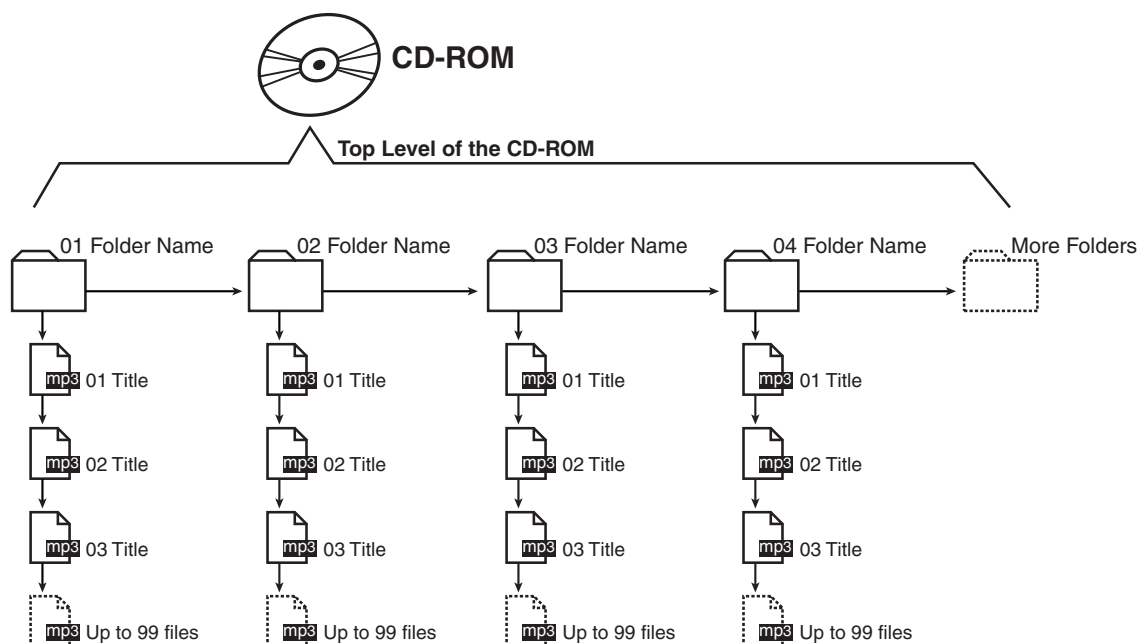 CD-ROM
Top Level of the CD-ROM
01 Folder Name
02 Folder Name
03 Folder Name
04 Folder Name
More Folders
mp3 01 Title
mp3 01 Title
mp3 01 Title
mp3 01 Title
mp3 02 Title
mp3 02 Title
mp3 02 Title
mp3 02 Title
mp3 03 Title
mp3 03 Title
mp3 03 Title
mp3 03 Title
mp3 Up to 99 files
mp3 Up to 99 files
mp3 Up to 99 files
mp3 Up to 99 files